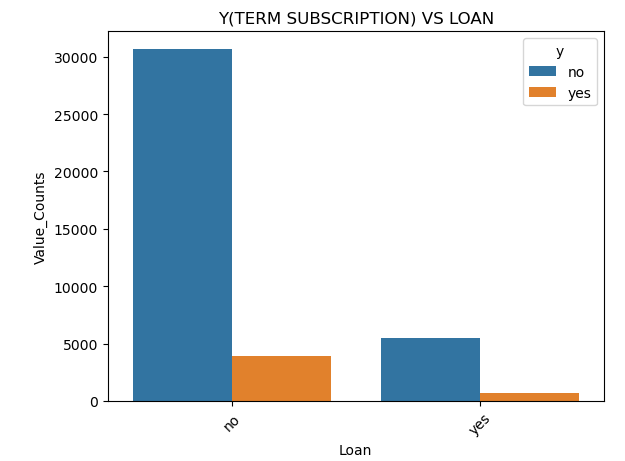 Y(TERM SUBSCRIPTION) VS LOAN
y
no
yes
30000
25000
20000
15000
10000
5000
0
Value_Counts
no
yes
Loan